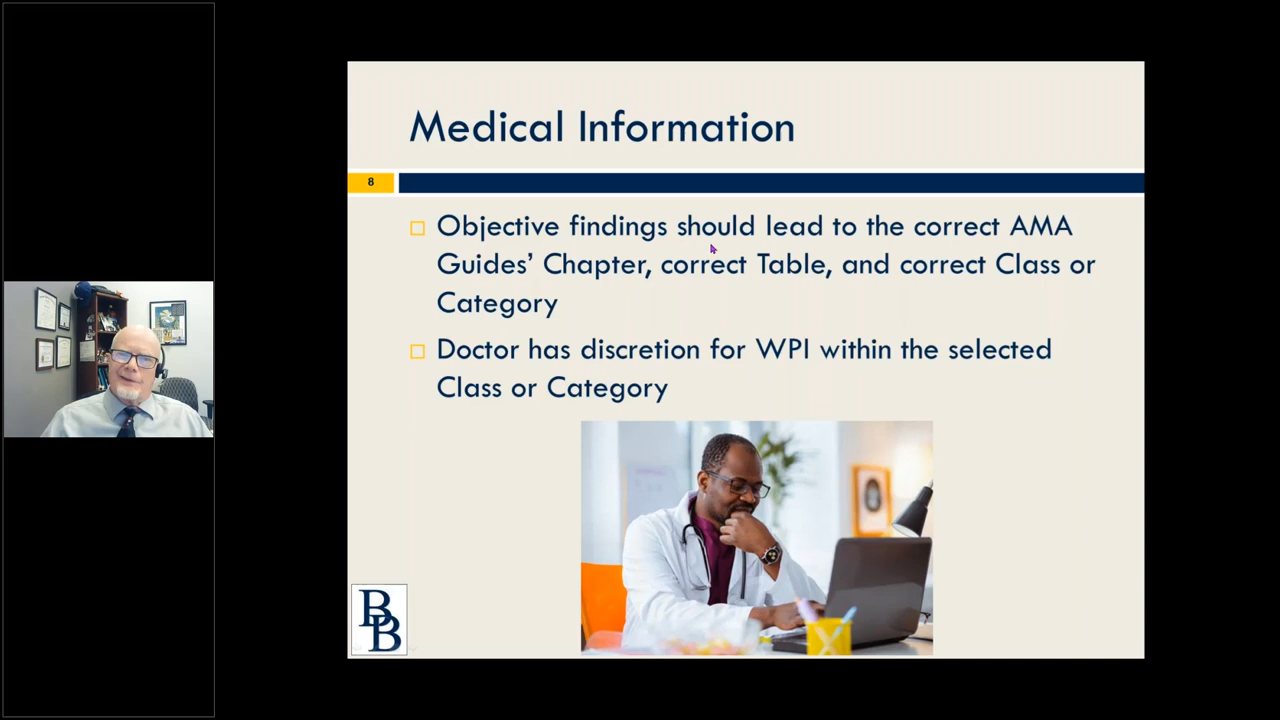 Medical Information
8
Objective findings should lead to the correct AMA
Guides’ Chapter, correct Table, and correct Class or
Category
Doctor has discretion for WPI within the selected
Class or Category
BB